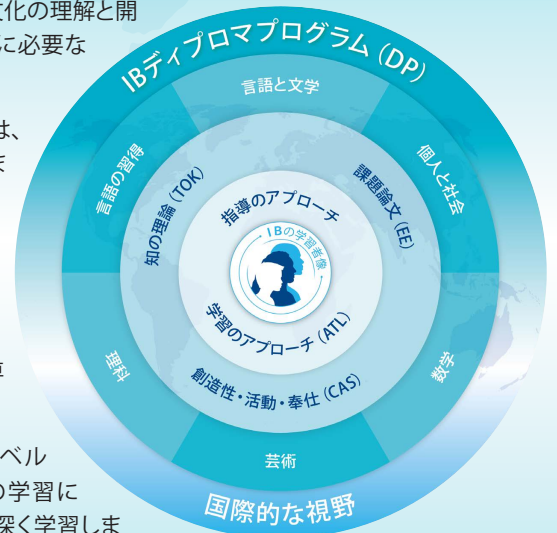 文化の理解と開
に必要な
は、
ベル
の学習に
深く学習しま
IBディプロマプログラム (DP)
言語と文学
言語の習得
個人と社会
理科
数学
芸術
知の理論 (TOK)
課題論文 (EE)
創造性・活動・奉仕 (CAS)
指導のアプローチ
学習のアプローチ (ATL)
IBの学習者像
国際的な視野